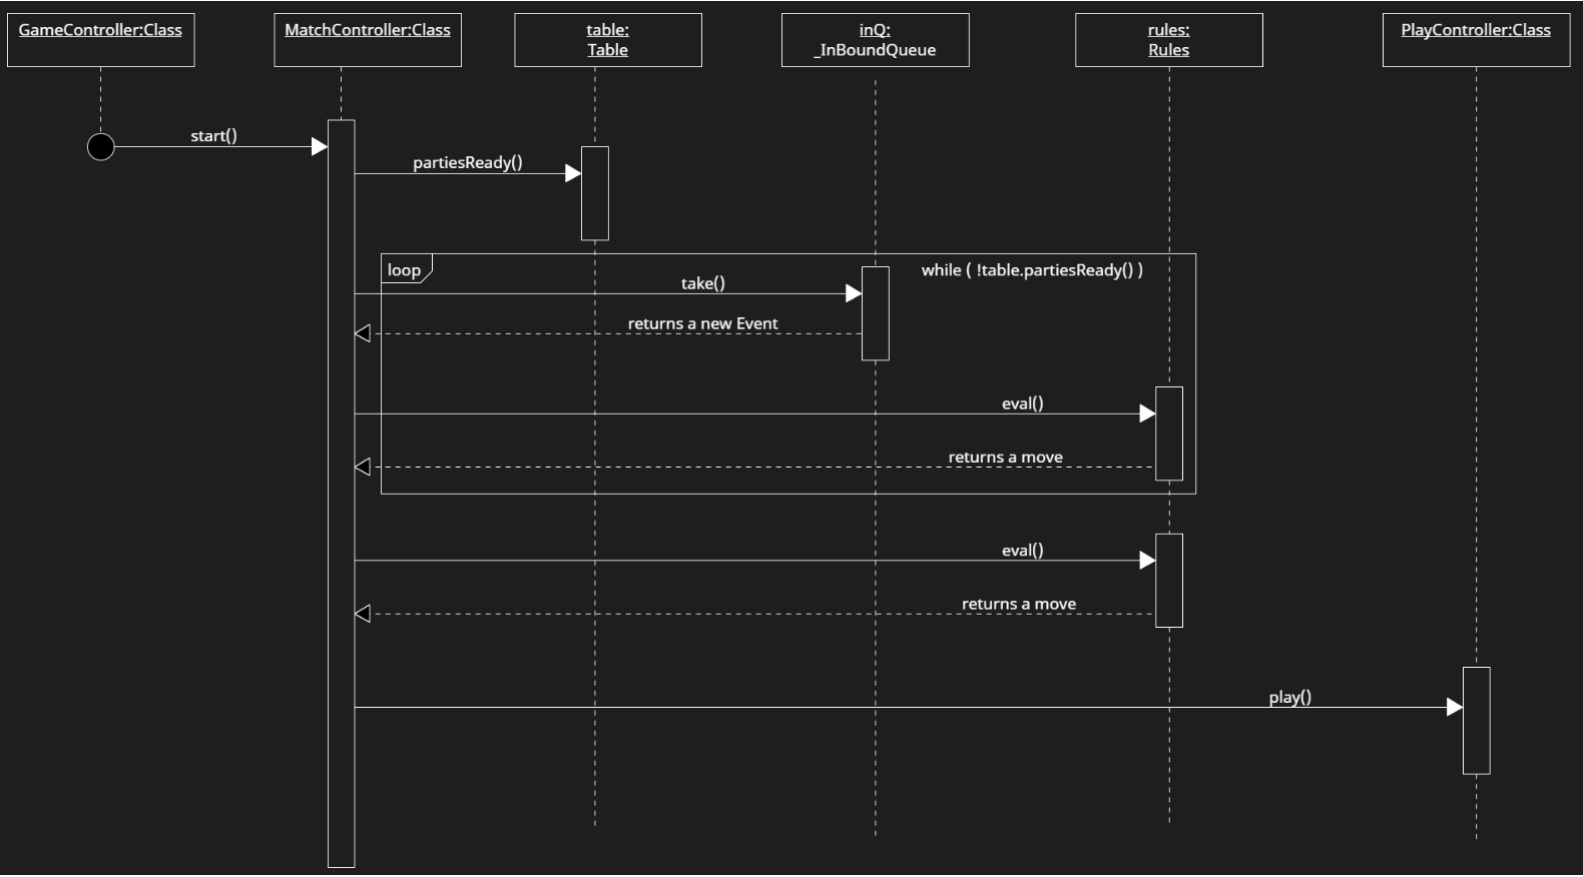 GameController:Class
MatchController:Class
table:
Table
inQ:
_InBoundQueue
rules:
Rules
PlayController:Class
start()
partiesReady()
loop
while ( !table.partiesReady() )
take()
returns a new Event
eval()
returns a move
eval()
returns a move
play()